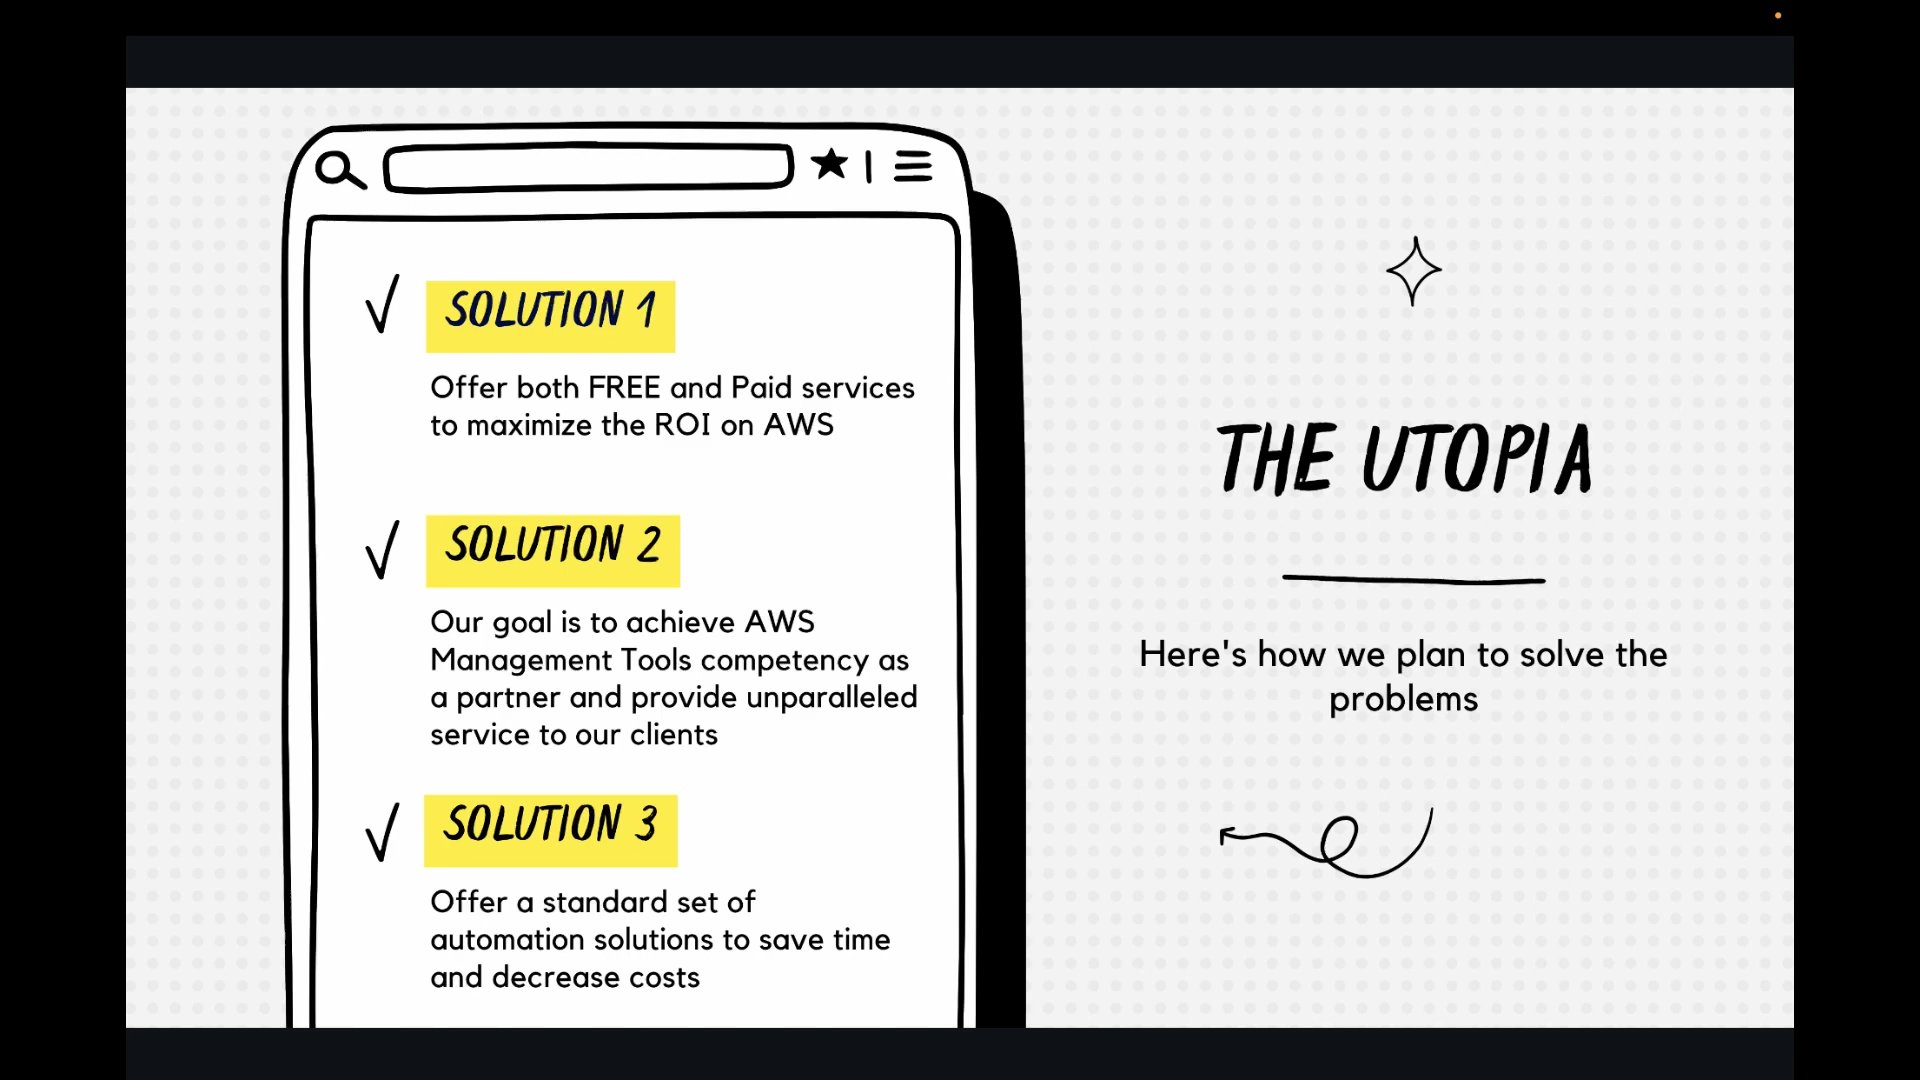 SOLUTION 1
Offer both FREE and Paid services
to maximize the ROI on AWS
SOLUTION 2
Our goal is to achieve AWS
Management Tools competency as
a partner and provide unparalleled
service to our clients
SOLUTION 3
Offer a standard set of
automation solutions to save time
and decrease costs
THE UTOPIA
Here's how we plan to solve the
problems